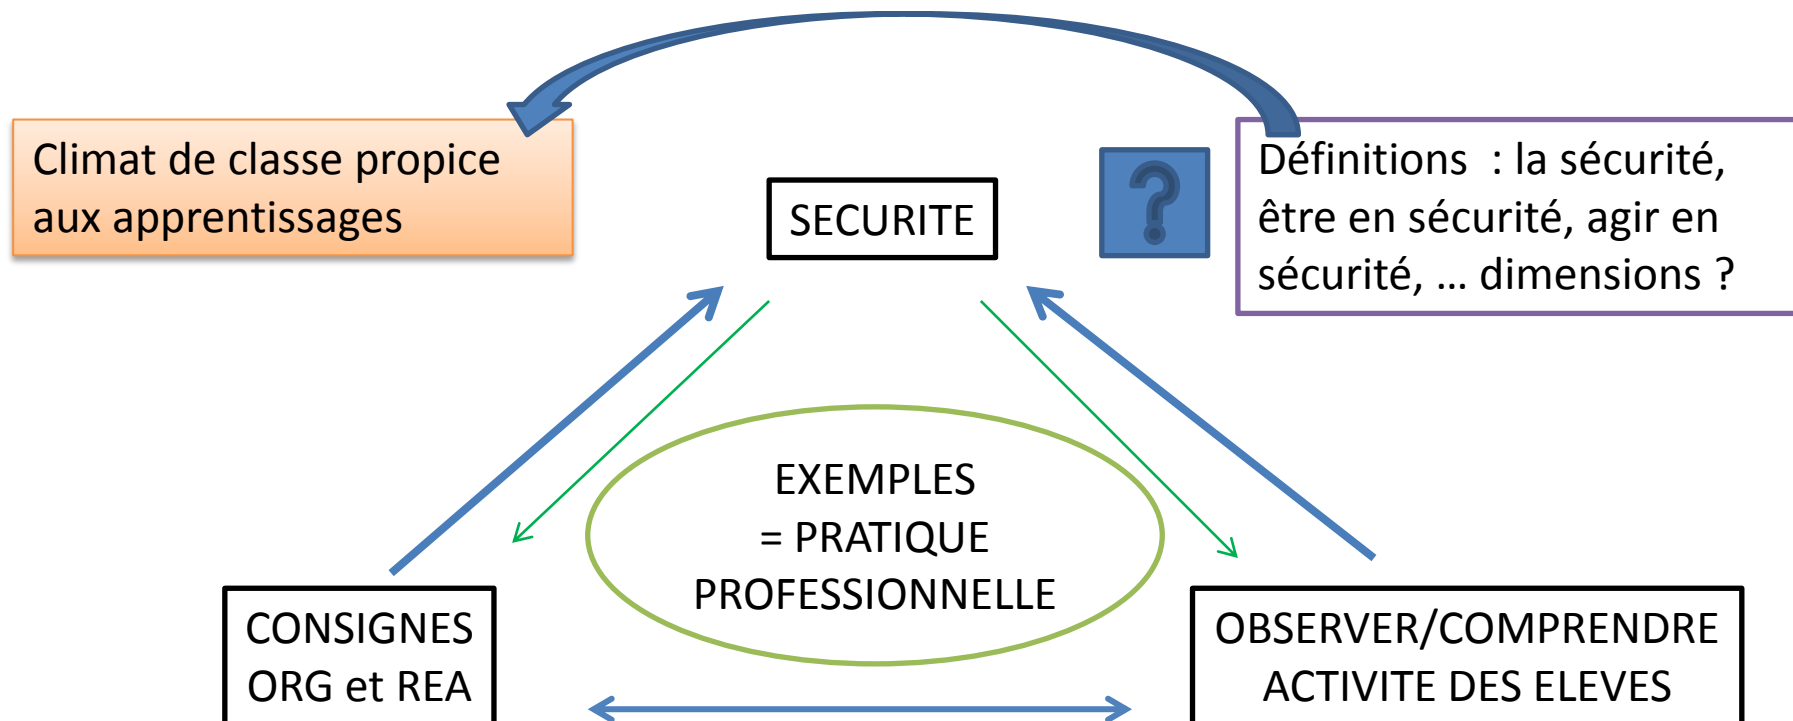 Climat de classe propice
aux apprentissages
SECURITE
?
Définitions  : la sécurité,
être en sécurité, agir en
sécurité, ... dimensions ?
EXEMPLES
= PRATIQUE
PROFESSIONNELLE
CONSIGNES
ORG et REA
OBSERVER/COMPRENDRE
ACTIVITE DES ELEVES